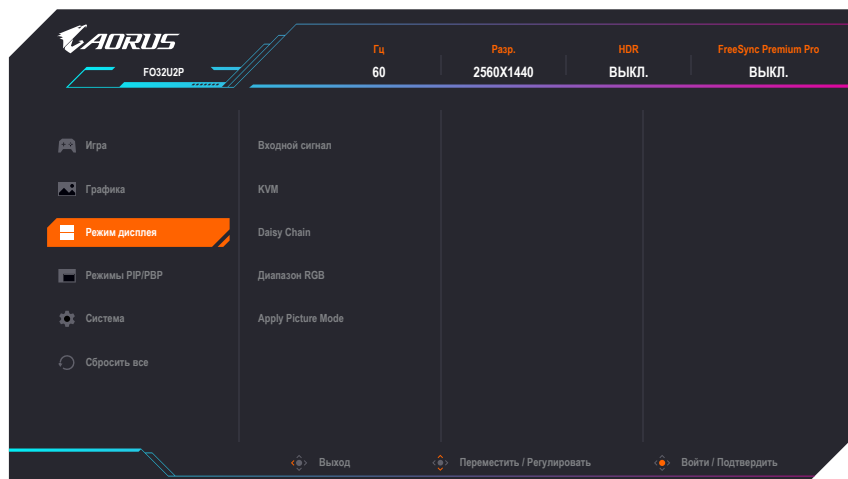 AORUS
FO32U2P
Гц
60
Разр.
2560X1440
HDR
ВЫКЛ.
FreeSync Premium Pro
ВЫКЛ.
Игра
Графика
Режим дисплея
Режимы PIP/PBP
Система
Сбросить все
Входной сигнал
KVM
Daisy Chain
Диапазон RGB
Apply Picture Mode
Выход
Переместить / Регулировать
Войти / Подтвердить